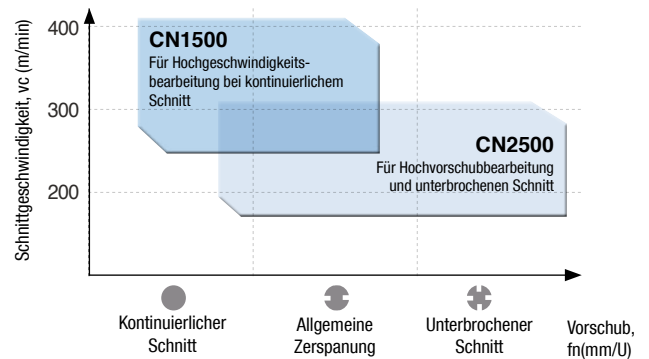 Schnittgeschwindigkeit, vc (m/min)
400
300
200
CN1500
Für Hochgeschwindigkeits-
bearbeitung bei kontinuierlichem
Schnitt
CN2500
Für Hochvorschubbearbeitung
und unterbrochenen Schnitt
Kontinuierlicher
Schnitt
Allgemeine
Zerspanung
Unterbrochener
Schnitt
Vorschub,
fn(mm/U)